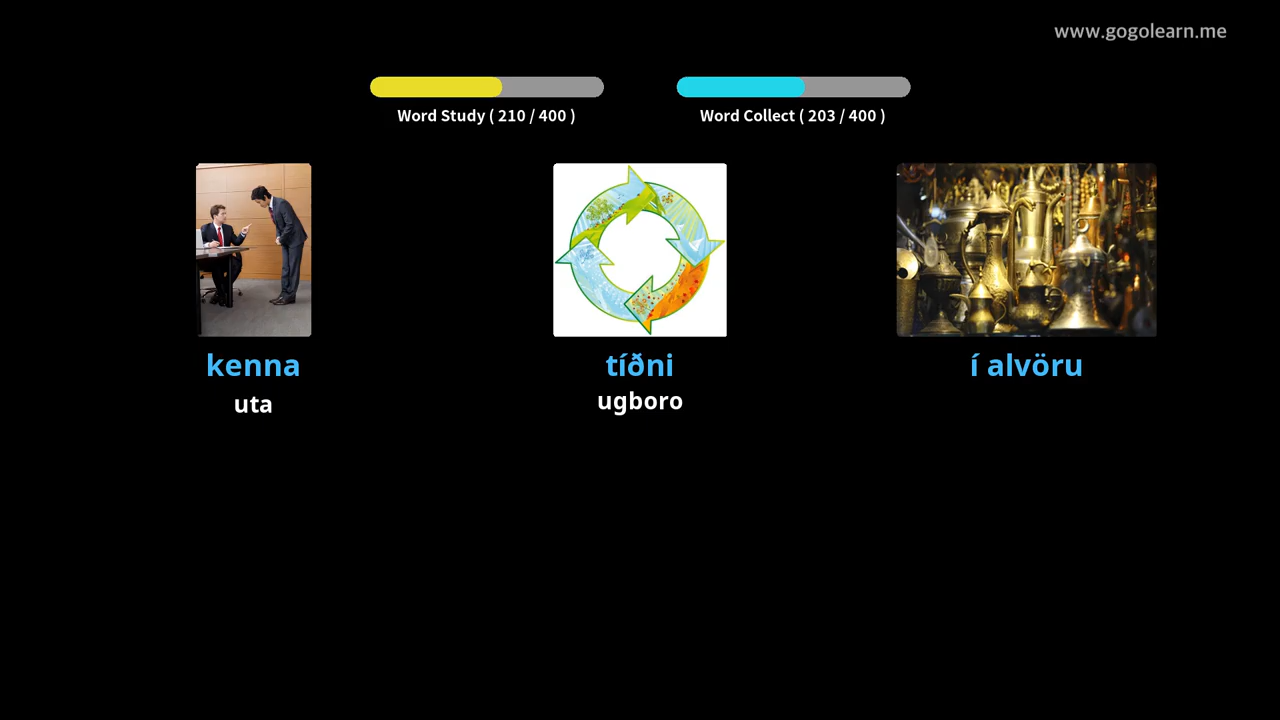 www.gogolearn.me
Word Study ( 210 / 400 )
Word Collect ( 203 / 400 )
kenna
uta
tíðni
ugboro
í alvöru